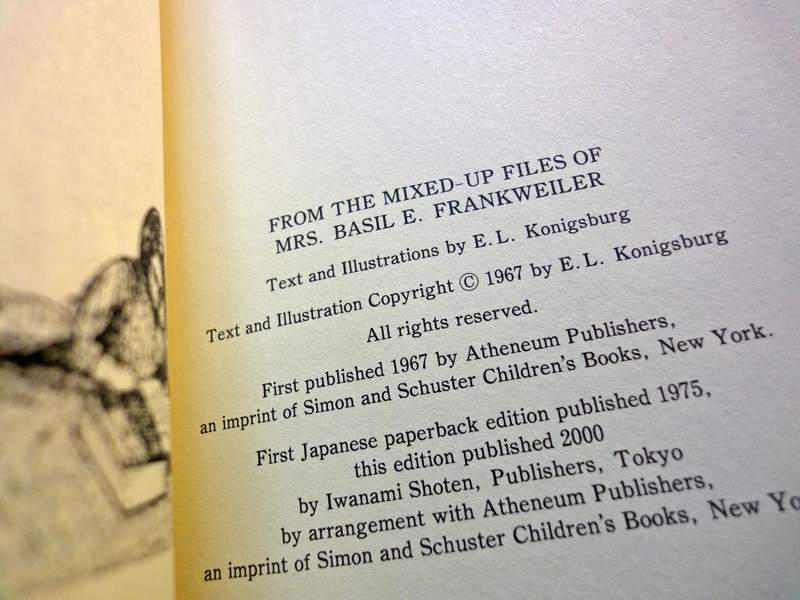 FROM THE MIXED-UP FILES OF
MRS. BASIL E. FRANKWEILER
Text and Illustrations by E. L. Konigsburg
Text and Illustration Copyright © 1967 by E. L. Konigsburg
All rights reserved.
First published 1967 by Atheneum Publishers,
an imprint of Simon and Schuster Children's Books, New York.
First Japanese paperback edition published 1975,
this edition published 2000
by Iwanami Shoten, Publishers, Tokyo
by arrangement with Atheneum Publishers,
an imprint of Simon and Schuster Children's Books, New Yo